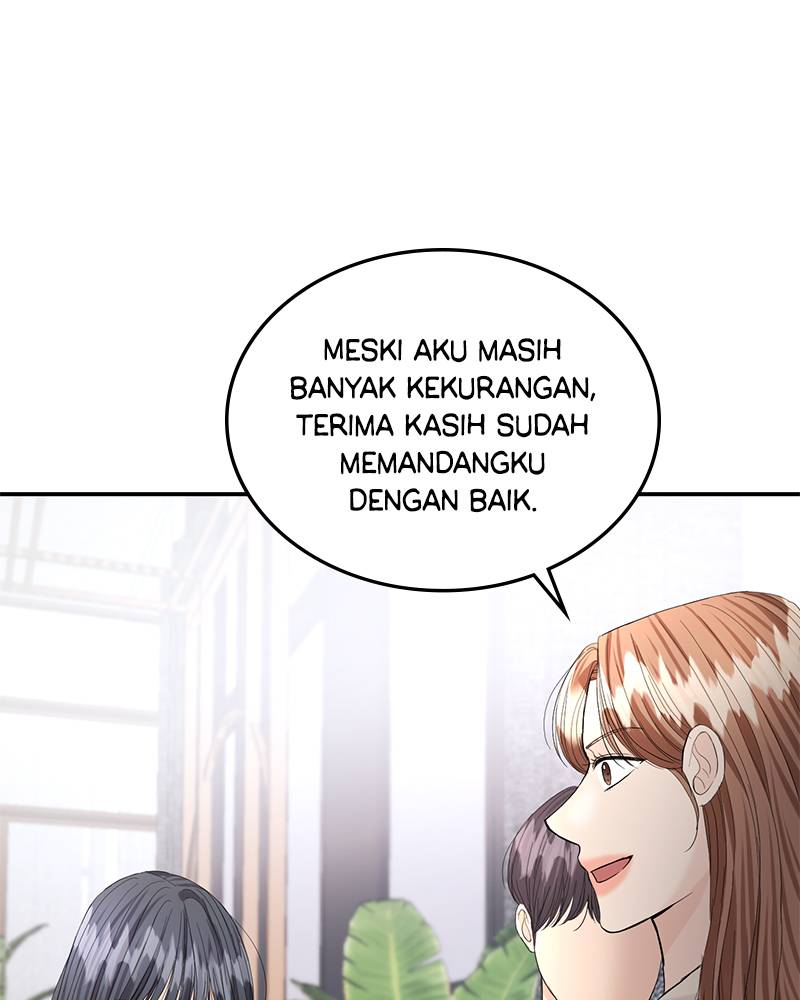 MESKI AKU MASIH
BANYAK KEKURANGAN,
TERIMA KASIH SUDAH
MEMANDANGKU
DENGAN BAIK.